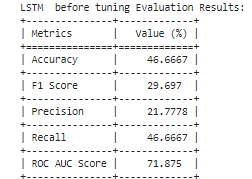 LSTM  before tuning Evaluation Results:
+---------------+-------------+
| Metrics       |   Value (%) |
+===============+=============+
| Accuracy      |     46.6667 |
+---------------+-------------+
| F1 Score      |     29.697  |
+---------------+-------------+
| Precision     |     21.7778 |
+---------------+-------------+
| Recall        |     46.6667 |
+---------------+-------------+
| ROC AUC Score |     71.875  |
+---------------+-------------+